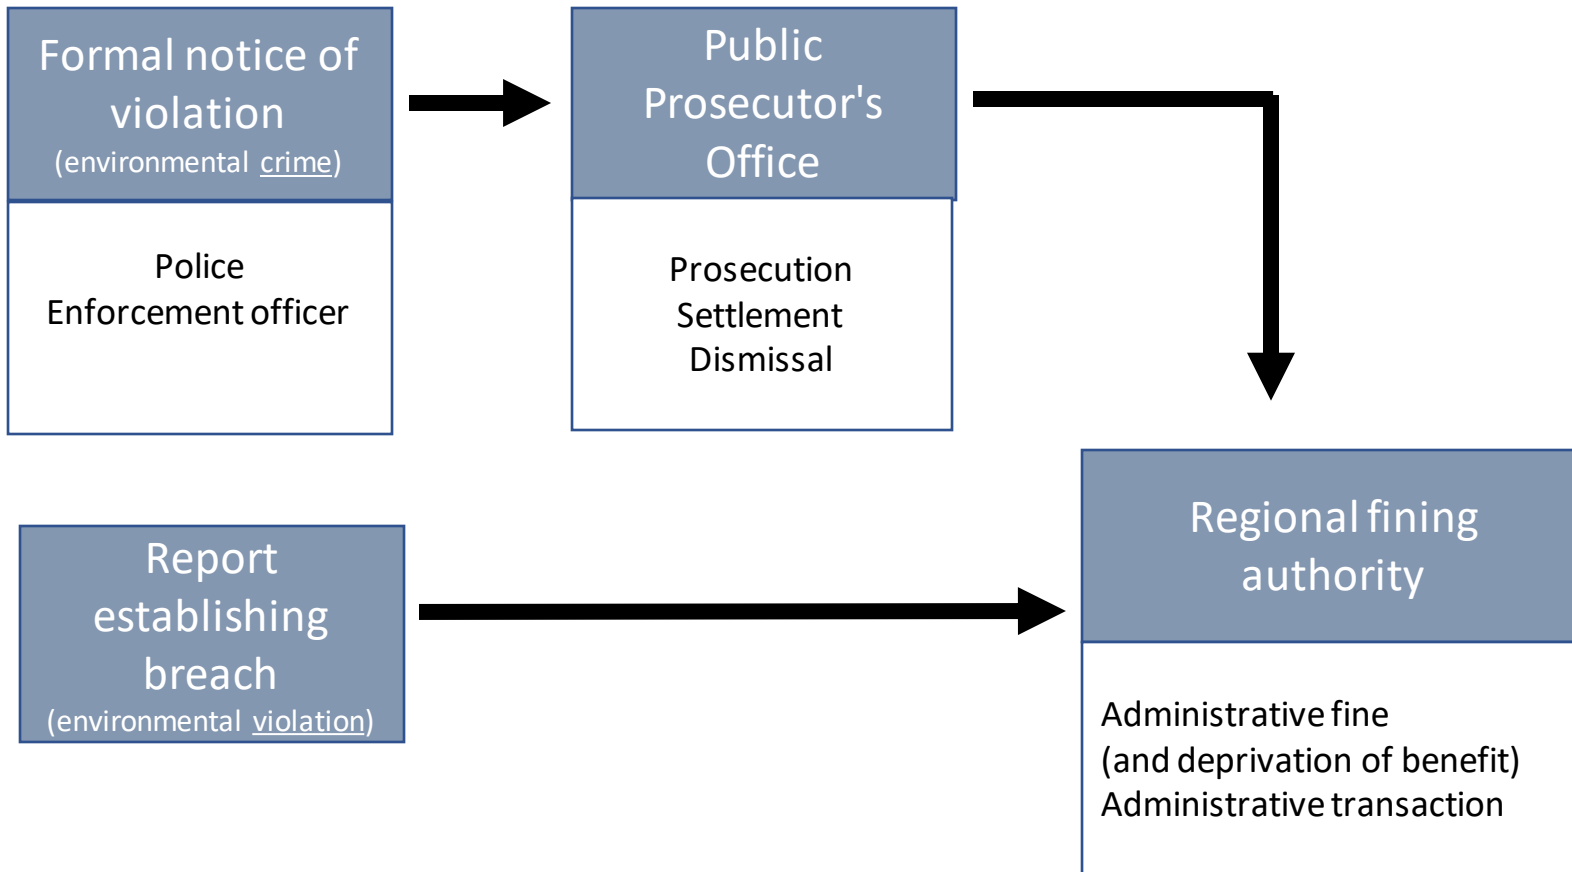 Formal notice of
violation
(environmental crime)
Police
Enforcement officer
Public
Prosecutor's
Office
Prosecution
Settlement
Dismissal
Report
establishing
breach
(environmental violation)
Regional fining
authority
Administrative fine
(and deprivation of benefit)
Administrative transaction